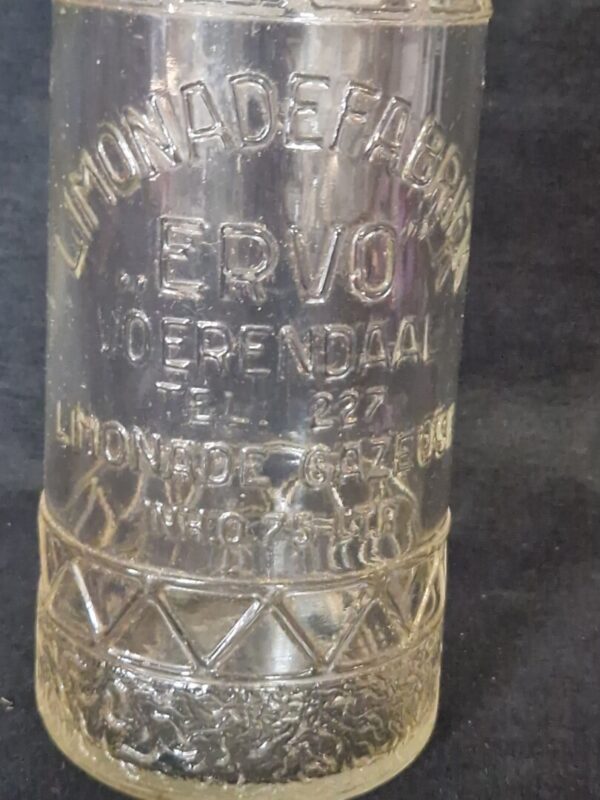 LIMONADEFABRIEK
„ERVO”
VOERENDAAL
TEL. 227
LIMONADE GAZEUSE
INH. 0.75 LTR